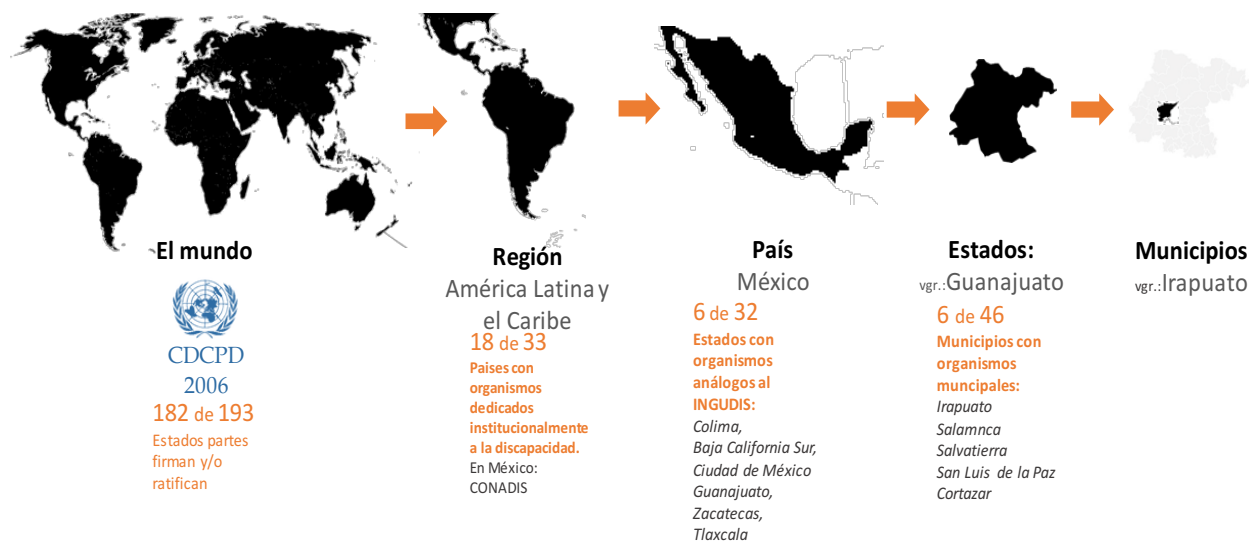 El mundo
CDCPD
2006
182 de 193
Estados partes
firman y/o
ratifican
Región
América Latina y
el Caribe
18 de 33
Paises con
organismos
dedicados
institucionalmente
a la discapacidad.
En México:
CONADIS
País
México
6 de 32
Estados con
organismos
análogos al
INGUDIS:
Colima,
Baja California Sur,
Ciudad de México
Guanajuato,
Zacatecas,
Tlaxcala
Estados:
vgr.:Guanajuato
6 de 46
Municipios con
organismos
muncipales:
Irapuato
Salamnca
Salvatierra
San Luis de la Paz
Cortazar
Municipios
vgr.:Irapuato